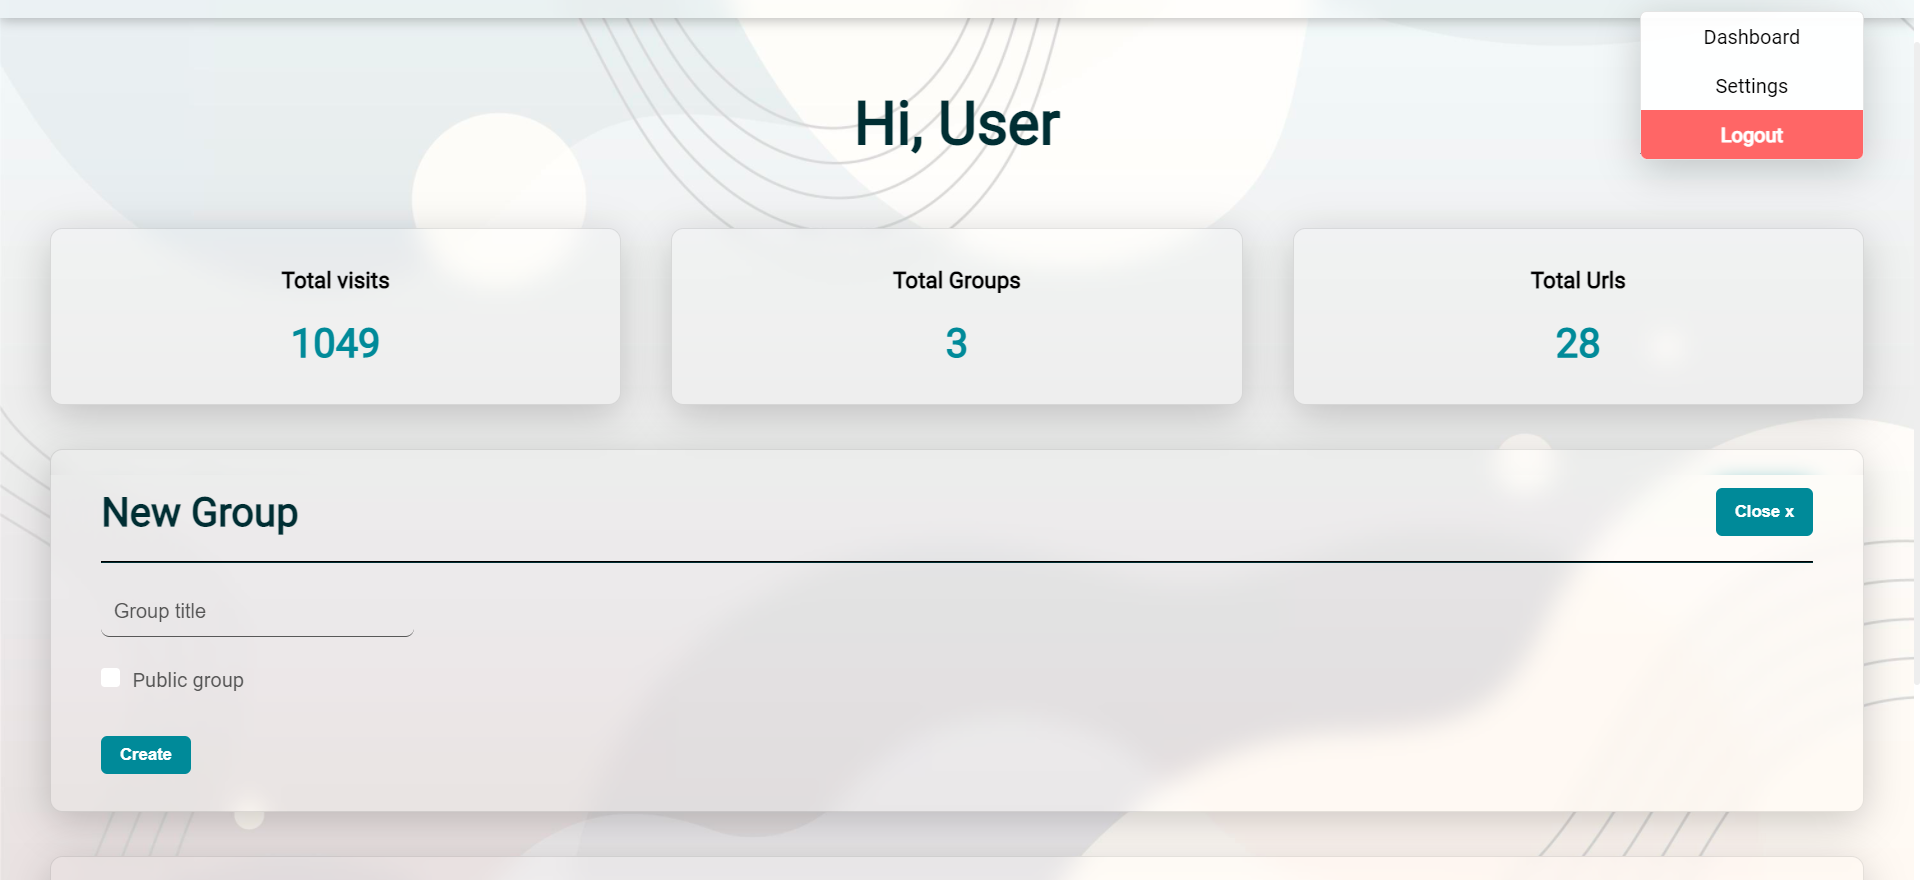 Dashboard
Settings
Logout
Hi, User
Total visits
1049
Total Groups
3
Total Urls
28
New Group
Close x
Group title
Public group
Create